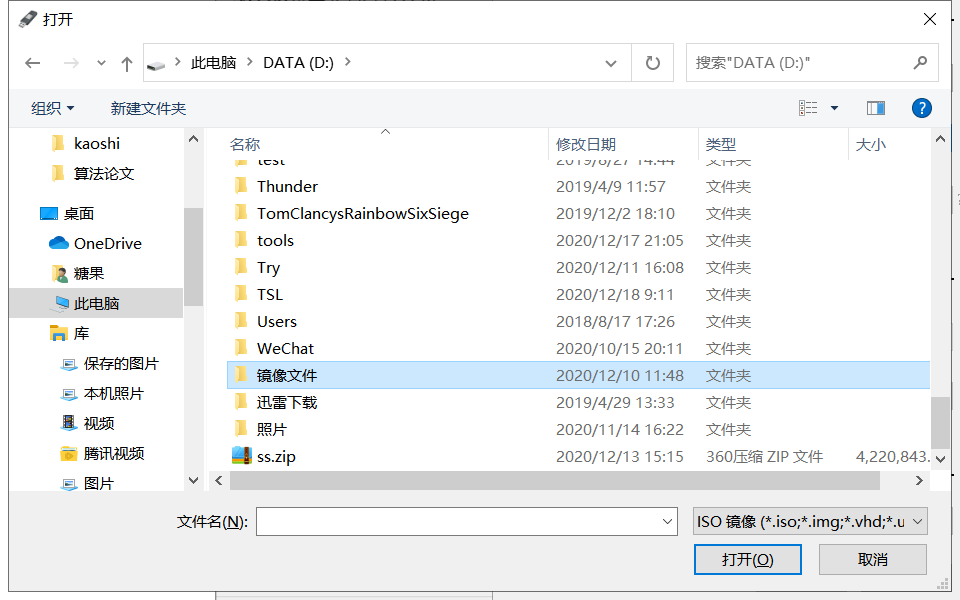 打开
此电脑 DATA (D:)
搜索"DATA (D:)"
组织 新建文件夹
?
名称 修改日期 类型 大小
kaoshi
算法论文
桌面
OneDrive
糖果
此电脑
库
保存的图片
本机照片
视频
腾讯视频
图片
test 2019/6/27 14:44 文件夹
Thunder 2019/4/9 11:57 文件夹
TomClancysRainbowSixSiege 2019/12/2 18:10 文件夹
tools 2020/12/17 21:05 文件夹
Try 2020/12/11 16:08 文件夹
TSL 2020/12/18 9:11 文件夹
Users 2018/8/17 17:26 文件夹
WeChat 2020/10/15 20:11 文件夹
镜像文件 2020/12/10 11:48 文件夹
迅雷下载 2019/4/29 13:33 文件夹
照片 2020/11/14 16:22 文件夹
ss.zip 2020/12/13 15:15 360压缩 ZIP 文件 4,220,843.
文件名(N):
ISO 镜像 (*.iso;*.img;*.vhd;*.u
打开(O) 取消